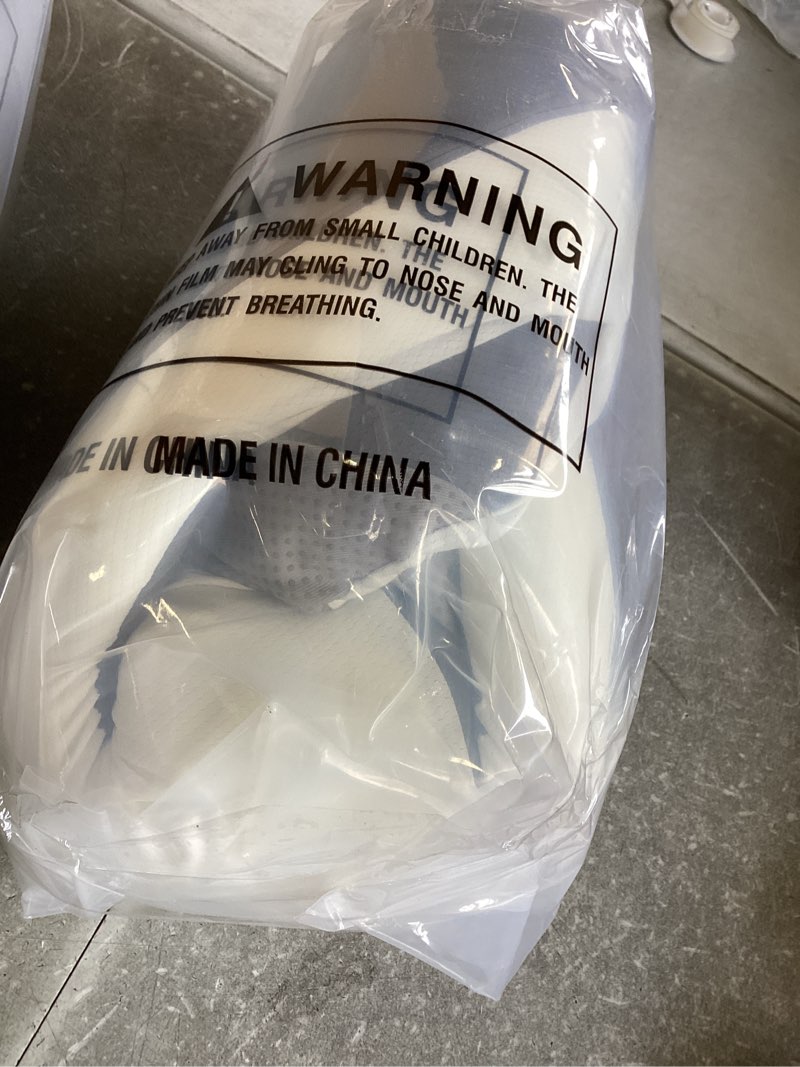 WARNING
AWAY FROM SMALL CHILDREN. THE
FILM MAY CLING TO NOSE AND MOUTH
PREVENT BREATHING.
MADE IN CHINA